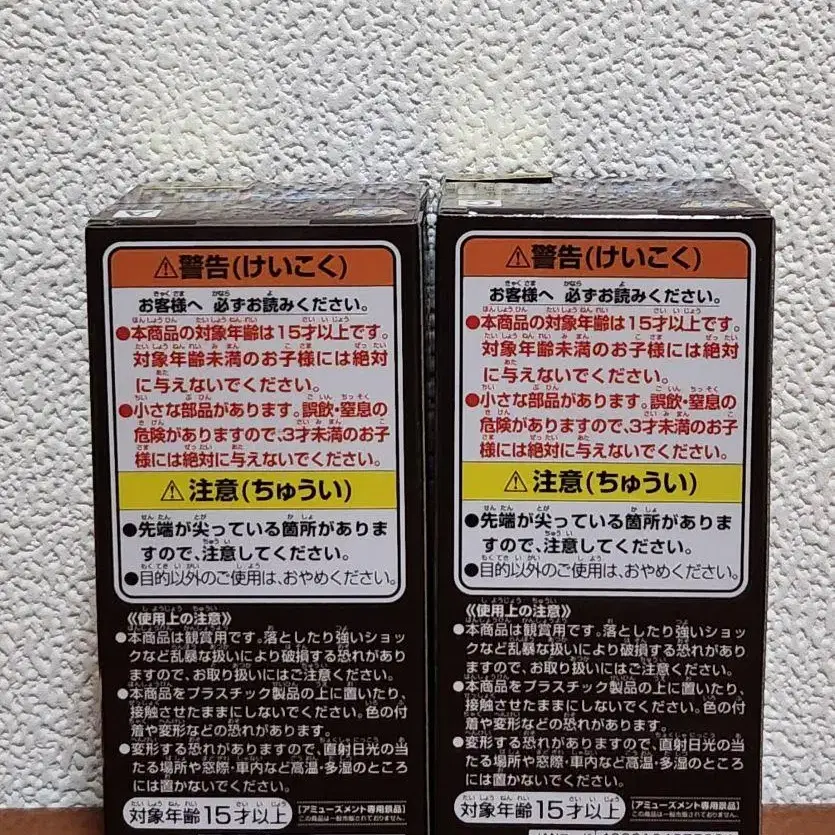 ⚠警告(けいこく)
お客様へ 必ずお読みください。
●本商品の対象年齢は15才以上です。
対象年齢未満のお子様には絶対
に与えないでください。
●小さな部品があります。誤飲・窒息の
危険がありますので、3才未満のお子
様には絶対に与えないでください。
⚠注意(ちゅうい)
●先端が尖っている箇所がありま
すので、注意してください。
●目的以外のご使用は、おやめください。
《使用上の注意》
●本商品は観賞用です。落としたり強いショッ
クなど乱暴な扱いにより破損する恐れがあり
ますので、お取り扱いにはご注意ください。
●本商品をプラスチック製品の上に置いたり、
接触させたままにしないでください。色の付
着や変形などの恐れがあります。
●変形する恐れがありますので、直射日光の当
たる場所や窓際・車内など高温・多湿のところ
には置かないでください。
対象年齢15才以上
[アミューズメント専用景品]
この商品は一般市販されておりません。
⚠警告(けいこく)
お客様へ 必ずお読みください。
●本商品の対象年齢は15才以上です。
対象年齢未満のお子様には絶対
に与えないでください。
●小さな部品があります。誤飲・窒息の
危険がありますので、3才未満のお子
様には絶対に与えないでください。
⚠注意(ちゅうい)
●先端が尖っている箇所がありま
すので、注意してください。
●目的以外のご使用は、おやめください。
《使用上の注意》
●本商品は観賞用です。落としたり強いショッ
クなど乱暴な扱いにより破損する恐れがあり
ますので、お取り扱いにはご注意ください。
●本商品をプラスチック製品の上に置いたり、
接触させたままにしないでください。色の付
着や変形などの恐れがあります。
●変形する恐れがありますので、直射日光の当
たる場所や窓際・車内など高温・多湿のところ
には置かないでください。
対象年齢15才以上
[アミューズメント専用景品]
この商品は一般市販されておりません。